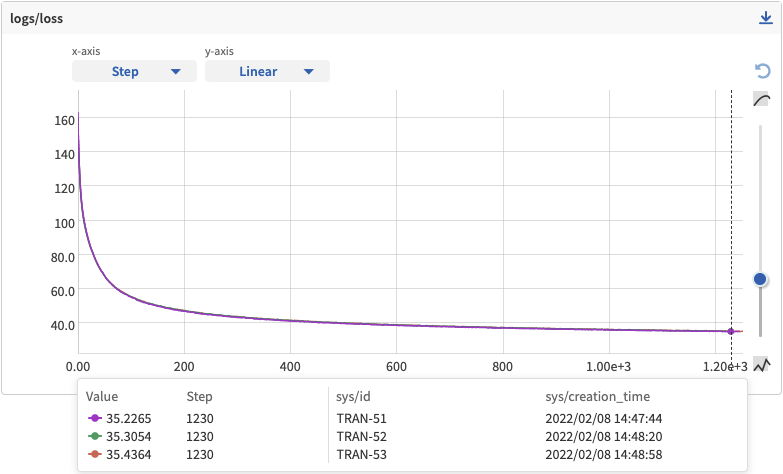 logs/loss
x-axis y-axis
Step Linear
160
140
120
100
80.0
60.0
40.0
0.00 200 400 600 800 1.00e+3 1.20e+3
Value Step sys/id sys/creation_time
35.2265 1230 TRAN-51 2022/02/08 14:47:44
35.3054 1230 TRAN-52 2022/02/08 14:48:20
35.4364 1230 TRAN-53 2022/02/08 14:48:58